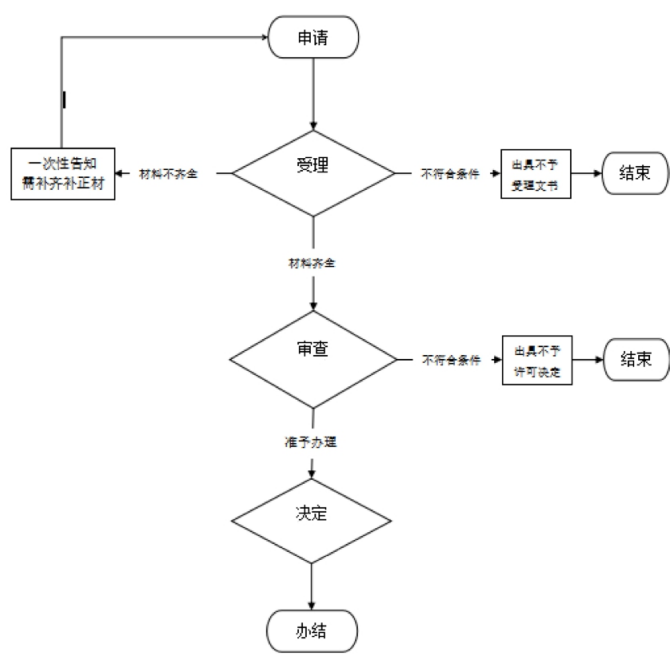 申请
受理
一次性告知
需补齐补正材
材料不齐全
不符合条件
出具不予
受理文书
结束
材料齐全
审查
不符合条件
出具不予
许可决定
结束
准予办理
决定
办结